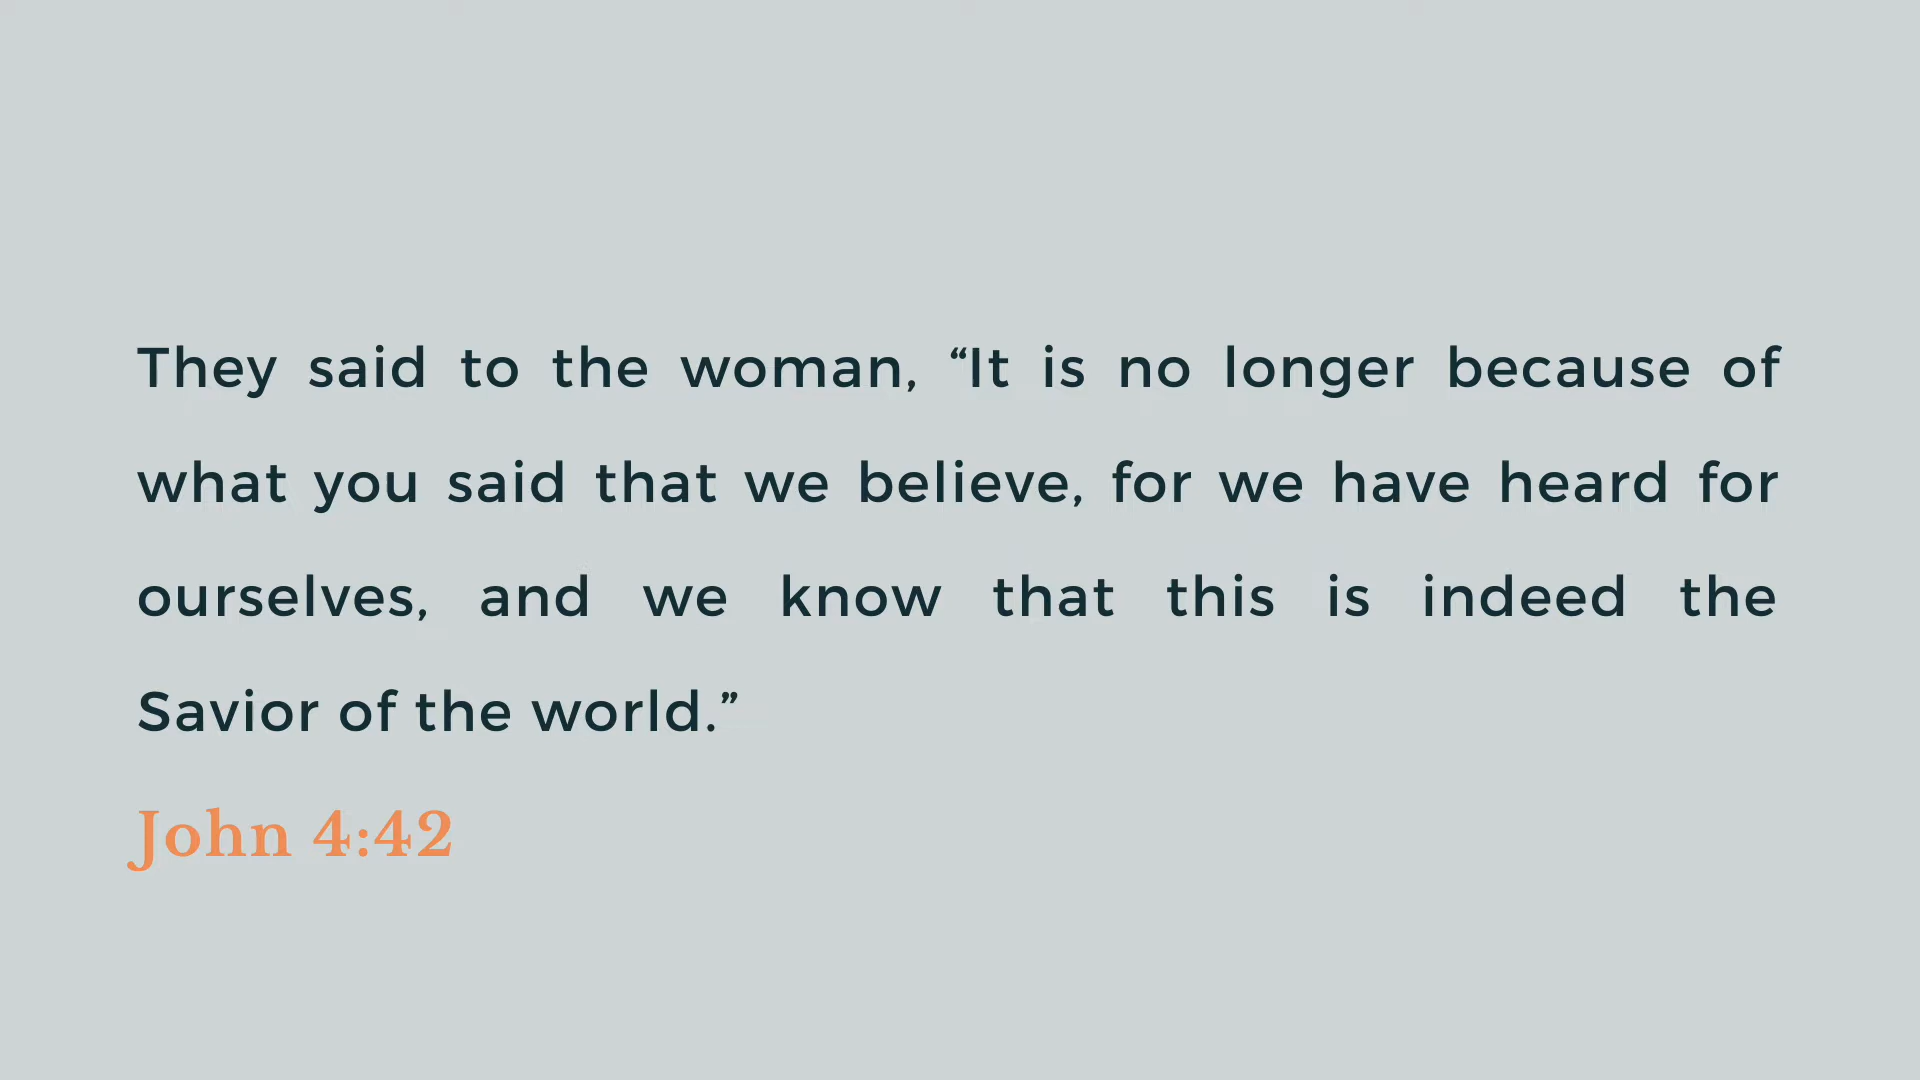 They said to the woman, “It is no longer because of
what you said that we believe, for we have heard for
ourselves, and we know that this is indeed the
Savior of the world.”
John 4:42